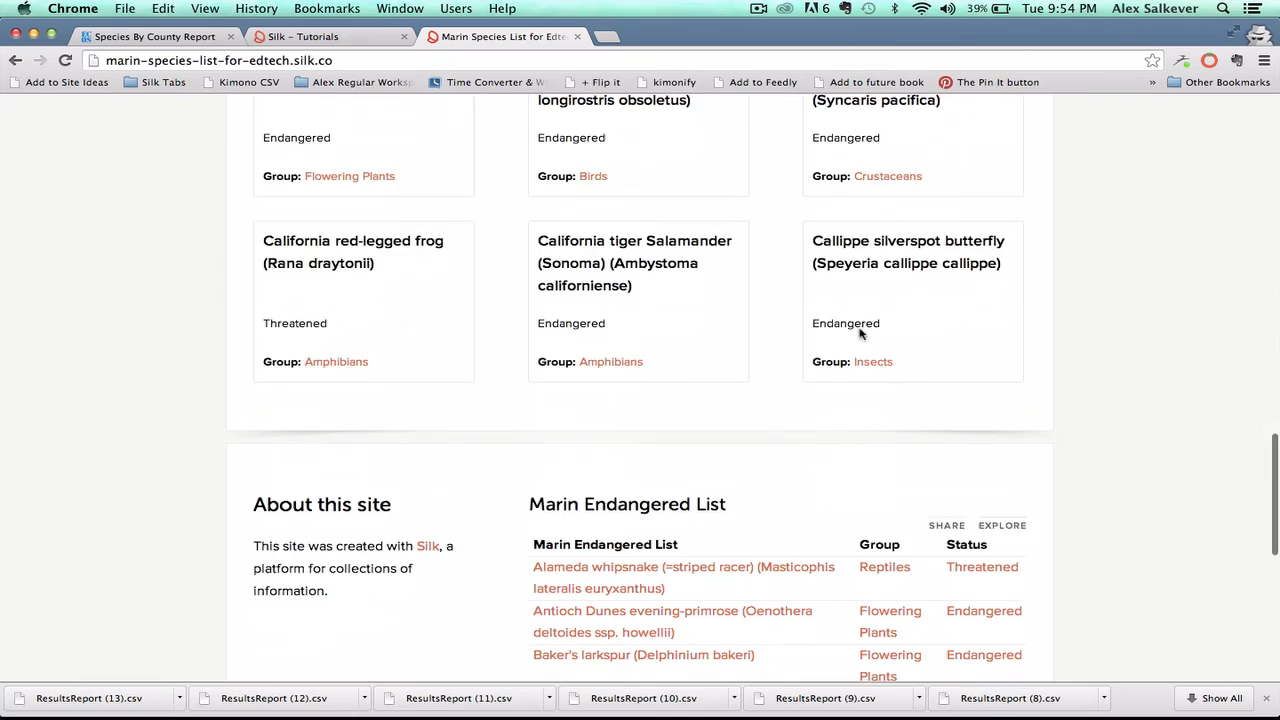 Chrome File Edit View History Bookmarks Window Users Help 6 39% Tue 9:54 PM Alex Salkever
Species By County Report Silk – Tutorials Marin Species List for Edte
marin-species-list-for-edtech.silk.co
Add to Site Ideas Silk Tabs Kimono CSV Alex Regular Worksp Time Converter & W + Flip it kimonify Add to Feedly Add to future book The Pin It button » Other Bookmarks
longirostris obsoletus) (Syncaris pacifica)
Endangered Endangered Endangered
Group: Flowering Plants Group: Birds Group: Crustaceans
California red-legged frog
(Rana draytonii)
Threatened
Group: Amphibians
California tiger Salamander
(Sonoma) (Ambystoma
californiense)
Endangered
Group: Amphibians
Callippe silverspot butterfly
(Speyeria callippe callippe)
Endangered
Group: Insects
About this site
This site was created with Silk, a
platform for collections of
information.
Marin Endangered List
SHARE EXPLORE
Marin Endangered List Group Status
Alameda whipsnake (=striped racer) (Masticophis Reptiles Threatened
lateralis euryxanthus)
Antioch Dunes evening-primrose (Oenothera Flowering Endangered
deltoides ssp. howellii) Plants
Baker's larkspur (Delphinium bakeri) Flowering Endangered
Plants
ResultsReport (13).csv ResultsReport (12).csv ResultsReport (11).csv ResultsReport (10).csv ResultsReport (9).csv ResultsReport (8).csv Show All